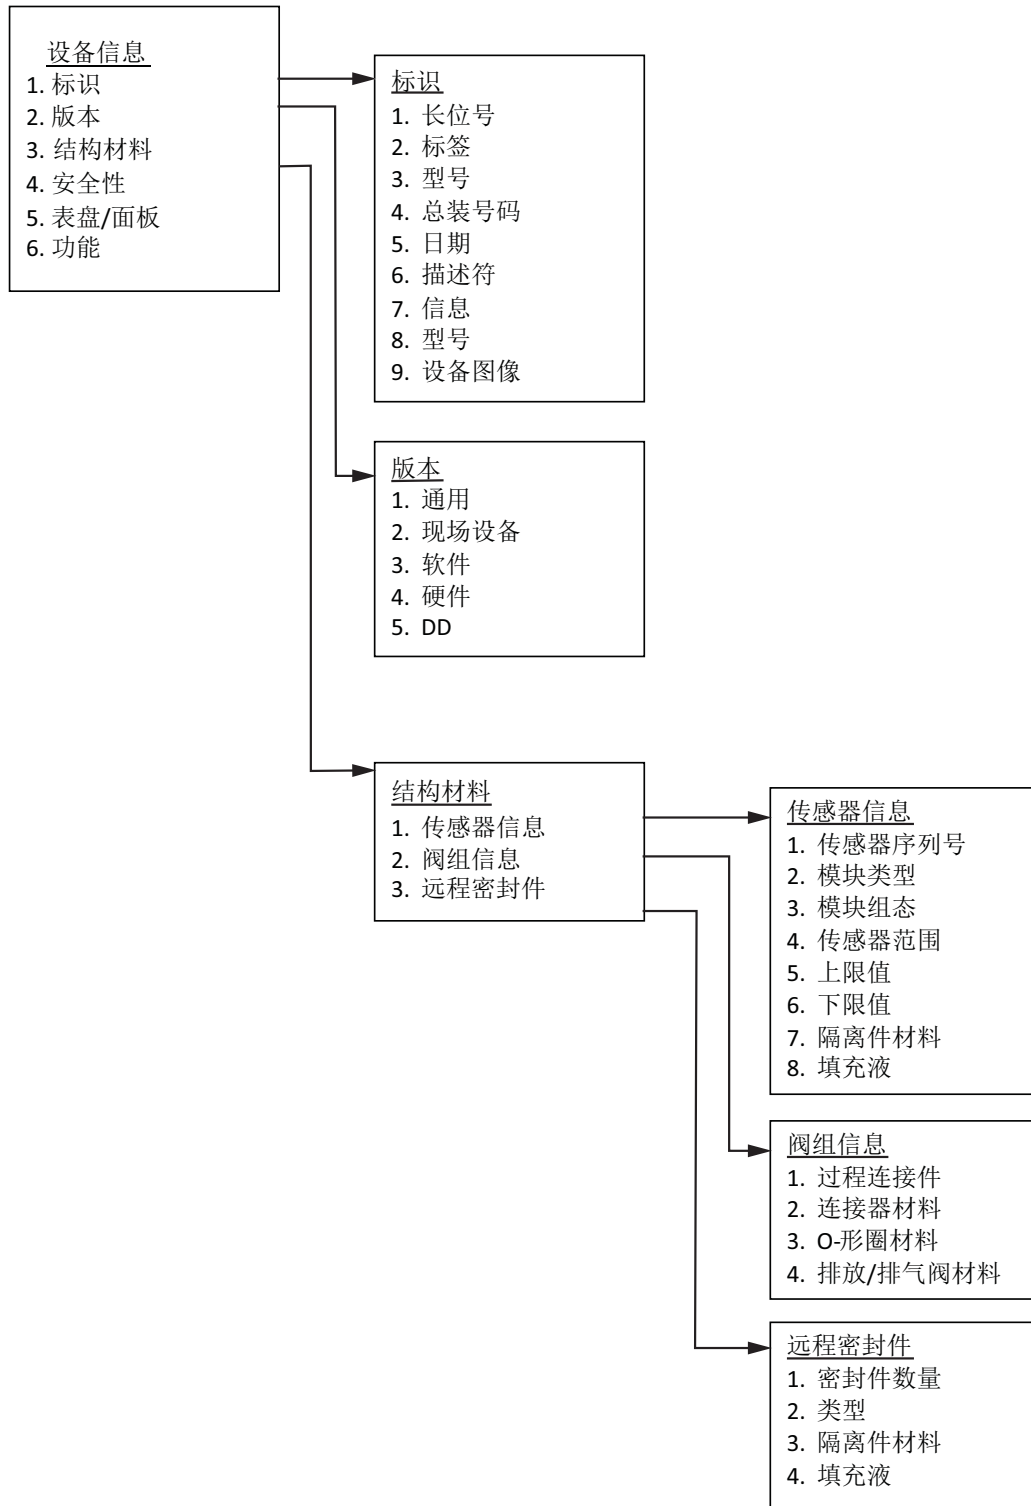 设备信息
1. 标识
2. 版本
3. 结构材料
4. 安全性
5. 表盘/面板
6. 功能
标识
1. 长位号
2. 标签
3. 型号
4. 总装号码
5. 日期
6. 描述符
7. 信息
8. 型号
9. 设备图像
版本
1. 通用
2. 现场设备
3. 软件
4. 硬件
5. DD
结构材料
1. 传感器信息
2. 阀组信息
3. 远程密封件
传感器信息
1. 传感器序列号
2. 模块类型
3. 模块组态
4. 传感器范围
5. 上限值
6. 下限值
7. 隔离件材料
8. 填充液
阀组信息
1. 过程连接件
2. 连接器材料
3. O-形圈材料
4. 排放/排气阀材料
远程密封件
1. 密封件数量
2. 类型
3. 隔离件材料
4. 填充液